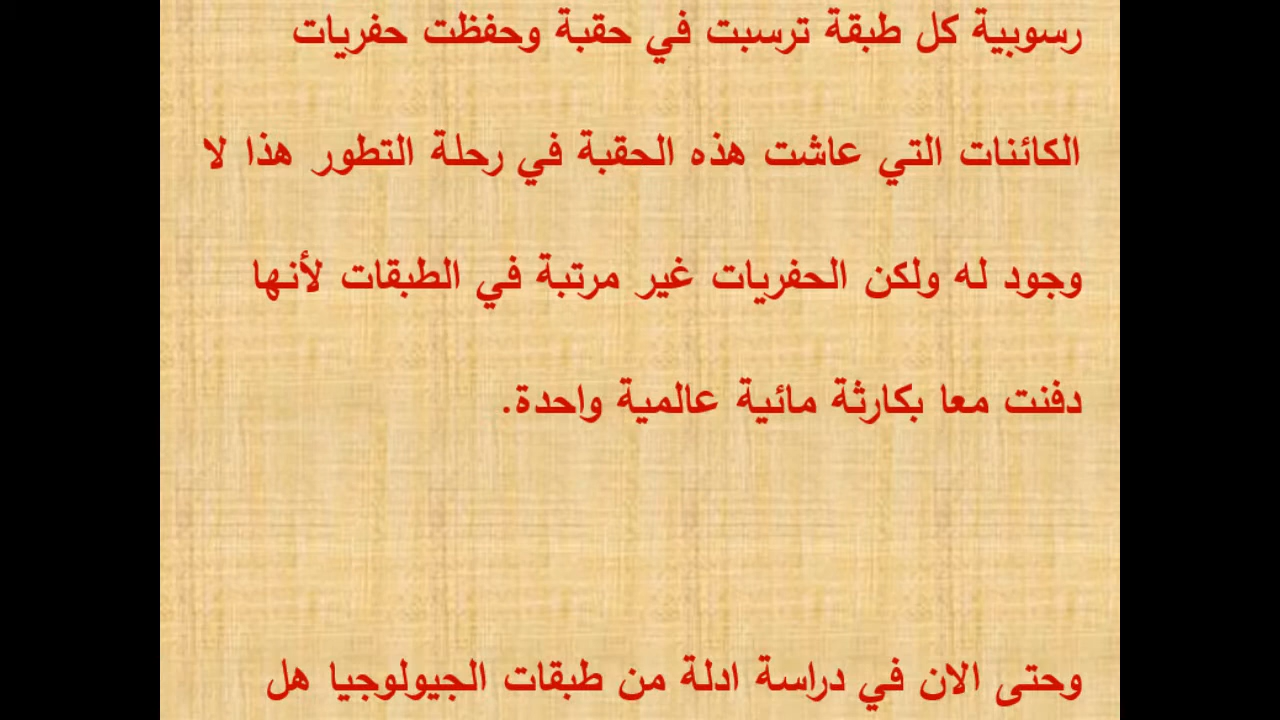 رسوبية كل طبقة ترسبت في حقبة وحفظت حفريات
الكائنات التي عاشت هذه الحقبة في رحلة التطور هذا لا
وجود له ولكن الحفريات غير مرتبة في الطبقات لأنها
دفنت معا بكارثة مائية عالمية واحدة.
وحتى الان في دراسة ادلة من طبقات الجيولوجيا هل